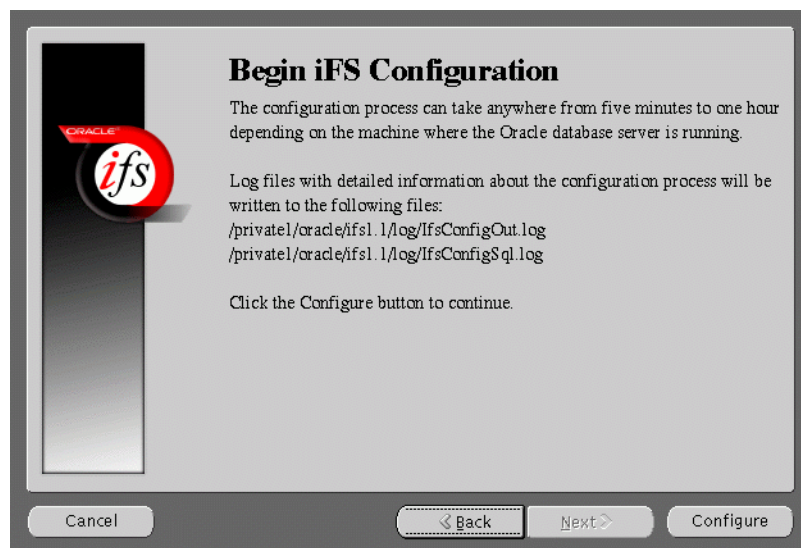 Begin iFS Configuration
The configuration process can take anywhere from five minutes to one hour
depending on the machine where the Oracle database server is running.
Log files with detailed information about the configuration process will be
written to the following files:
/private1/oracle/ifs1.1/log/IfsConfigOut.log
/private1/oracle/ifs1.1/log/IfsConfigSql.log
Click the Configure button to continue.
ORACLE
ifs
Cancel
Back
Next
Configure